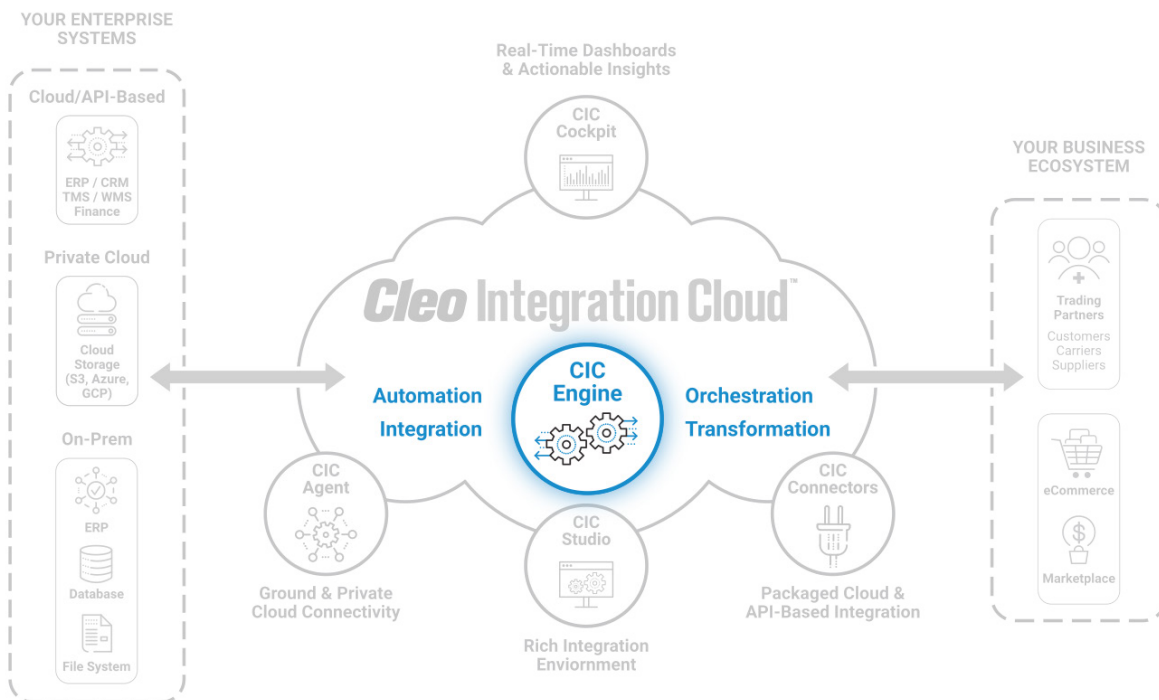 YOUR ENTERPRISE
SYSTEMS
Cloud/API-Based
ERP / CRM
TMS / WMS
Finance
Private Cloud
Cloud
Storage
(S3, Azure,
GCP)
On-Prem
ERP
Database
File System
Real-Time Dashboards
& Actionable Insights
CIC
Cockpit
Cleo Integration Cloud™
CIC
Engine
Automation
Integration
Orchestration
Transformation
CIC
Agent
Ground & Private
Cloud Connectivity
CIC
Studio
Rich Integration
Enviornment
CIC
Connectors
Packaged Cloud &
API-Based Integration
YOUR BUSINESS
ECOSYSTEM
Trading
Partners
Customers
Carriers
Suppliers
eCommerce
$
Marketplace